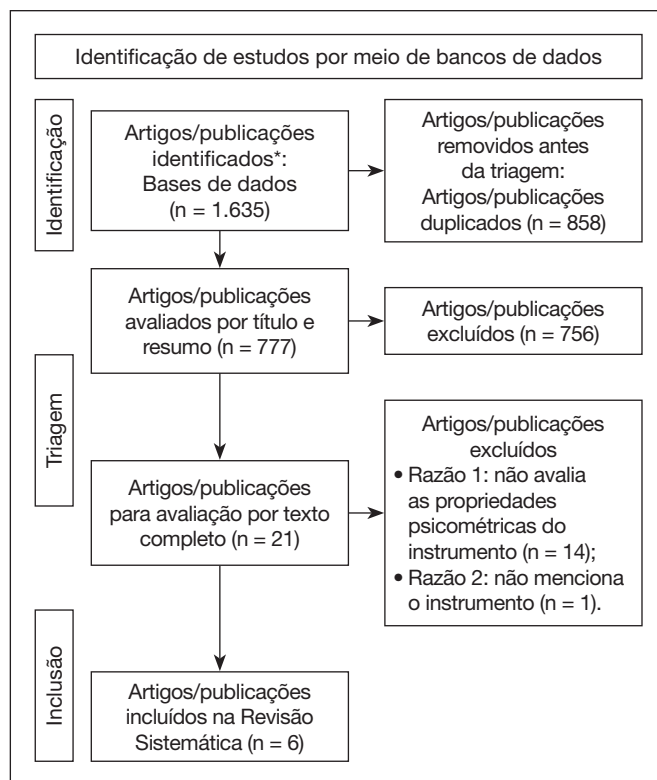 Identificação de estudos por meio de bancos de dados
Identificação
Artigos/publicações
identificados*:
Bases de dados
(n = 1.635)
Artigos/publicações
removidos antes
da triagem:
Artigos/publicações
duplicados (n = 858)
Triagem
Artigos/publicações
avaliados por título e
resumo (n = 777)
Artigos/publicações
excluídos (n = 756)
Artigos/publicações
para avaliação por texto
completo (n = 21)
Artigos/publicações
excluídos
• Razão 1: não avalia
as propriedades
psicométricas do
instrumento (n = 14);
• Razão 2: não menciona
o instrumento (n = 1).
Inclusão
Artigos/publicações
incluídos na Revisão
Sistemática (n = 6)